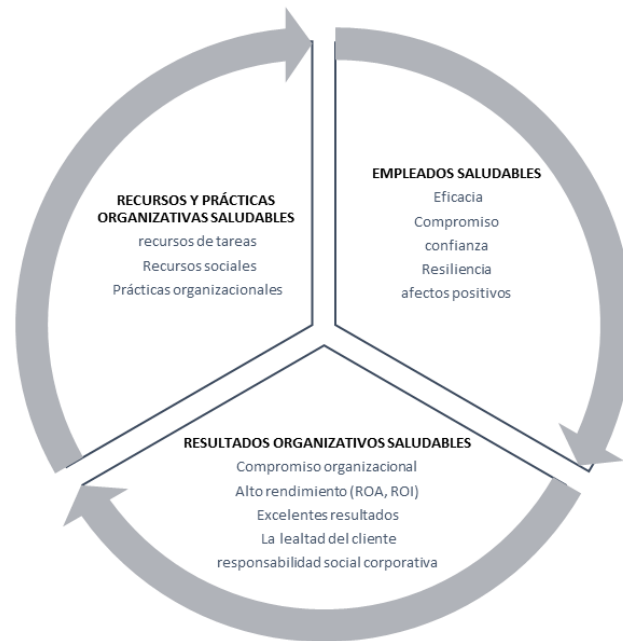 RECURSOS Y PRÁCTICAS
ORGANIZATIVAS SALUDABLES
recursos de tareas
Recursos sociales
Prácticas organizacionales
EMPLEADOS SALUDABLES
Eficacia
Compromiso
confianza
Resiliencia
afectos positivos
RESULTADOS ORGANIZATIVOS SALUDABLES
Compromiso organizacional
Alto rendimiento (ROA, ROI)
Excelentes resultados
La lealtad del cliente
responsabilidad social corporativa